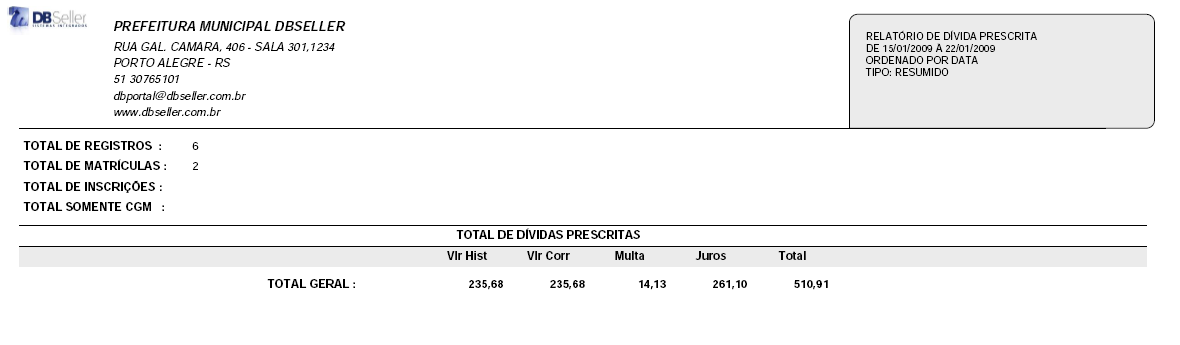 DBSeller
SISTEMAS INTEGRADOS
PREFEITURA MUNICIPAL DBSELLER
RUA GAL. CAMARA, 406 - SALA 301,1234
PORTO ALEGRE - RS
51 30765101
dbportal@dbseller.com.br
www.dbseller.com.br
RELATÓRIO DE DÍVIDA PRESCRITA
DE 15/01/2009 A 22/01/2009
ORDENADO POR DATA
TIPO: RESUMIDO
TOTAL DE REGISTROS : 6
TOTAL DE MATRÍCULAS : 2
TOTAL DE INSCRIÇÕES :
TOTAL SOMENTE CGM :
TOTAL DE DÍVIDAS PRESCRITAS
Vlr Hist Vlr Corr Multa Juros Total
TOTAL GERAL : 235,68 235,68 14,13 261,10 510,91